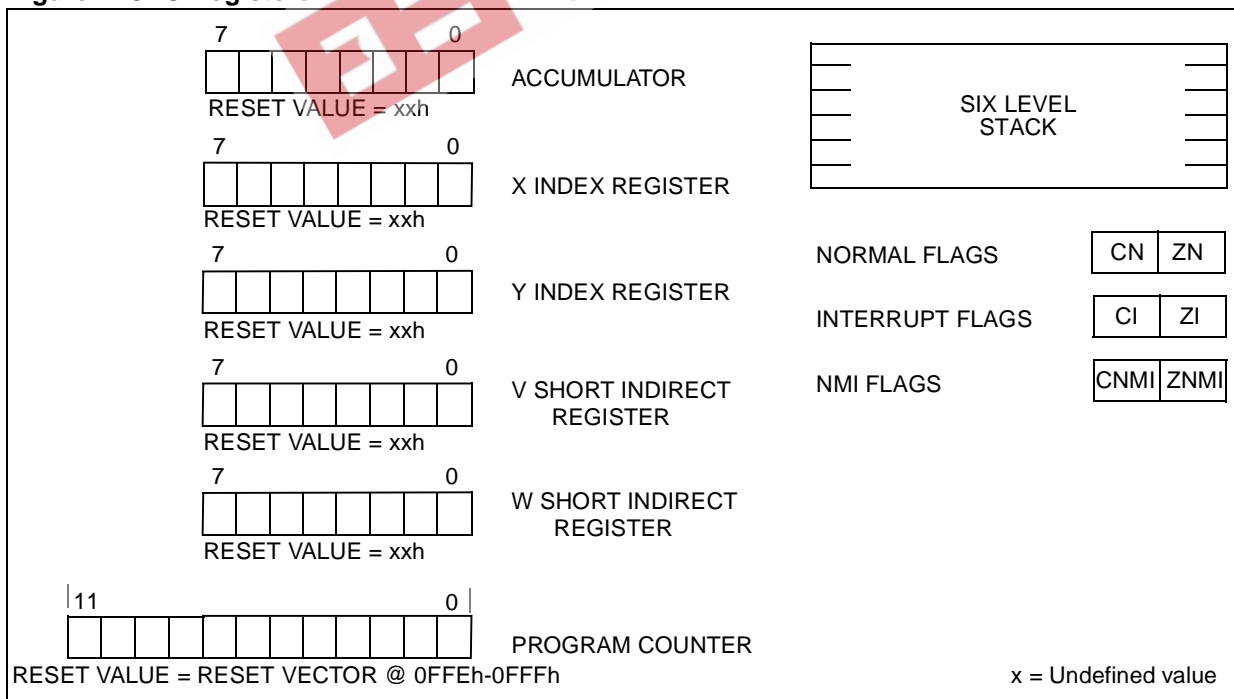 7 0
ACCUMULATOR
RESET VALUE = xxh
7 0
X INDEX REGISTER
RESET VALUE = xxh
7 0
Y INDEX REGISTER
RESET VALUE = xxh
7 0
V SHORT INDIRECT
REGISTER
RESET VALUE = xxh
7 0
W SHORT INDIRECT
REGISTER
RESET VALUE = xxh
11 0
PROGRAM COUNTER
RESET VALUE = RESET VECTOR @ 0FFEh-0FFFh
SIX LEVEL
STACK
NORMAL FLAGS CN ZN
INTERRUPT FLAGS CI ZI
NMI FLAGS CNMI ZNMI
x = Undefined value